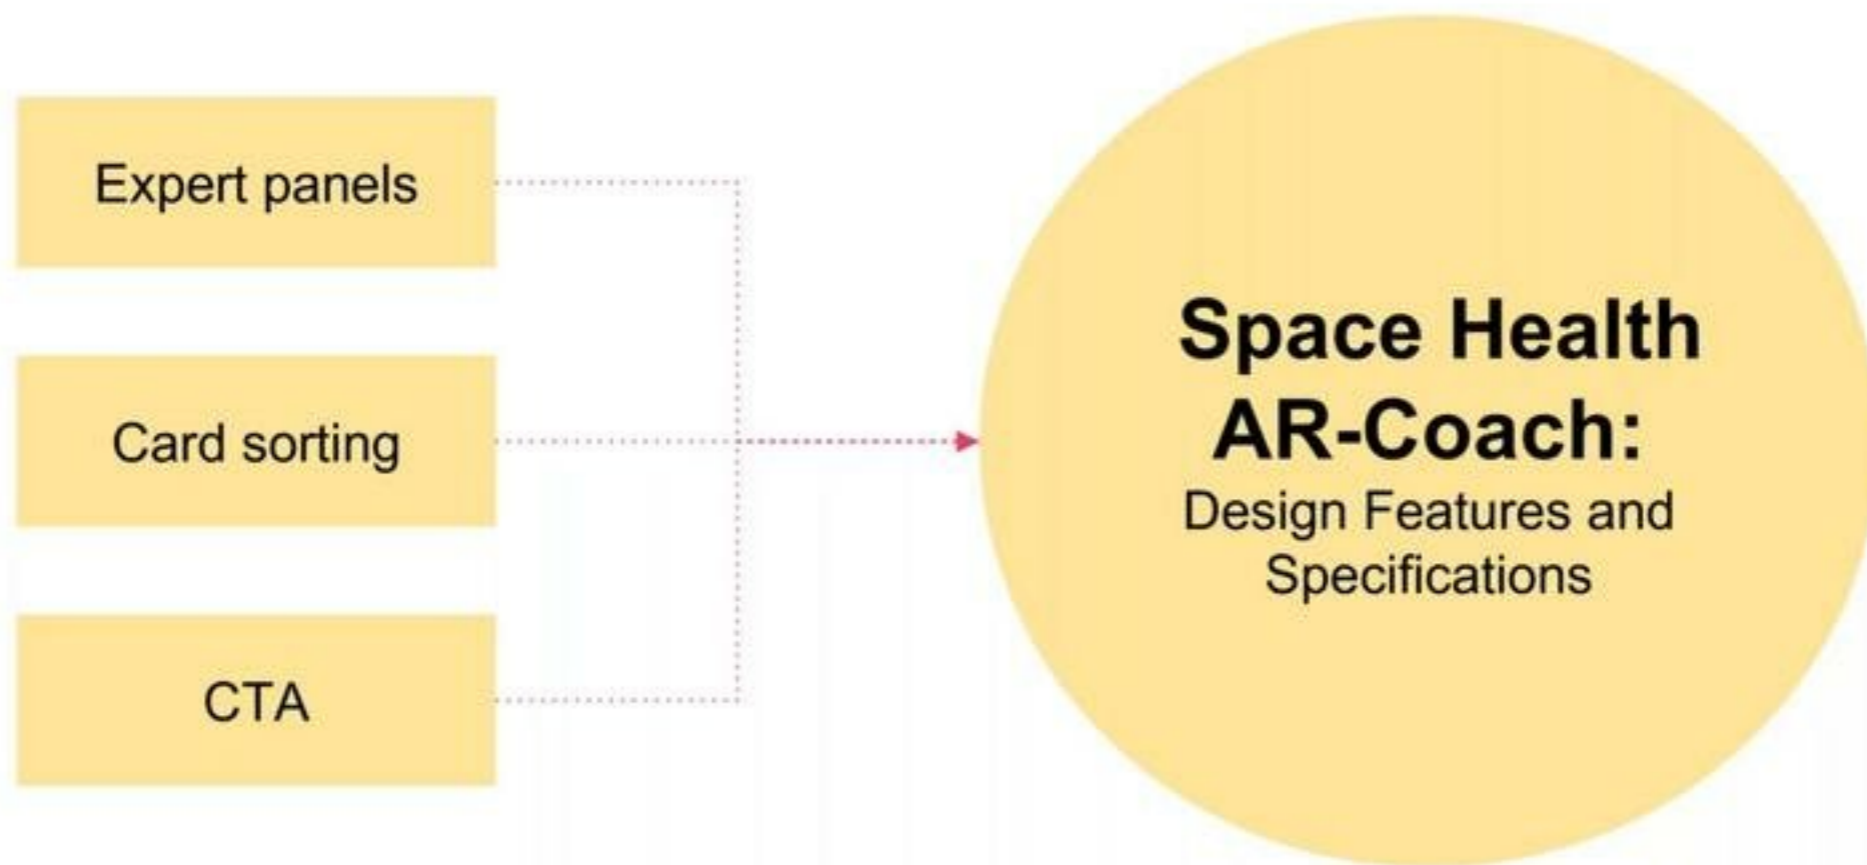 Expert panels
Card sorting
CTA
Space Health
AR-Coach:
Design Features and
Specifications